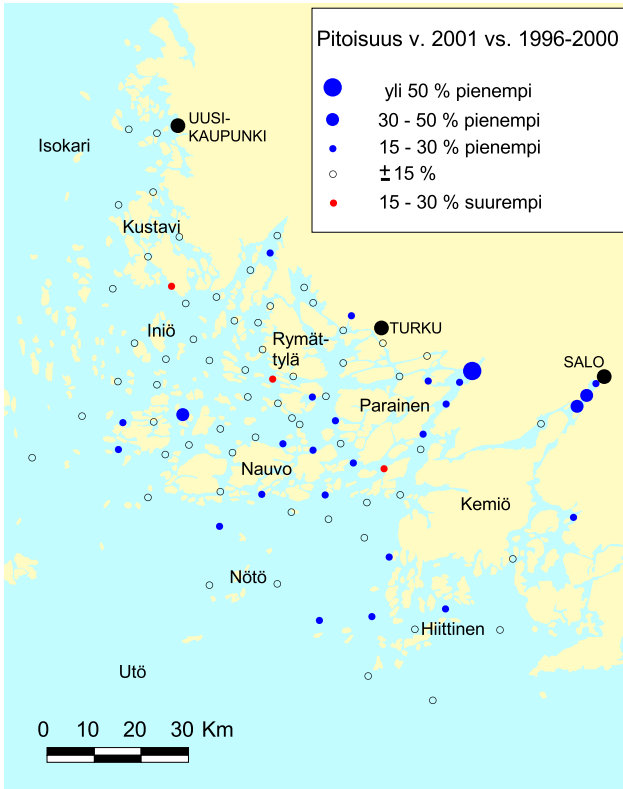 Pitoisuus v. 2001 vs. 1996-2000
yli 50 % pienempi
30 - 50 % pienempi
15 - 30 % pienempi
±15 %
15 - 30 % suurempi
UUSI-
KAUPUNKI
Isokari
Kustavi
Iniö
Rymät-
tylä
TURKU
SALO
Parainen
Nauvo
Kemiö
Nötö
Hiittinen
Utö
0 10 20 30 Km